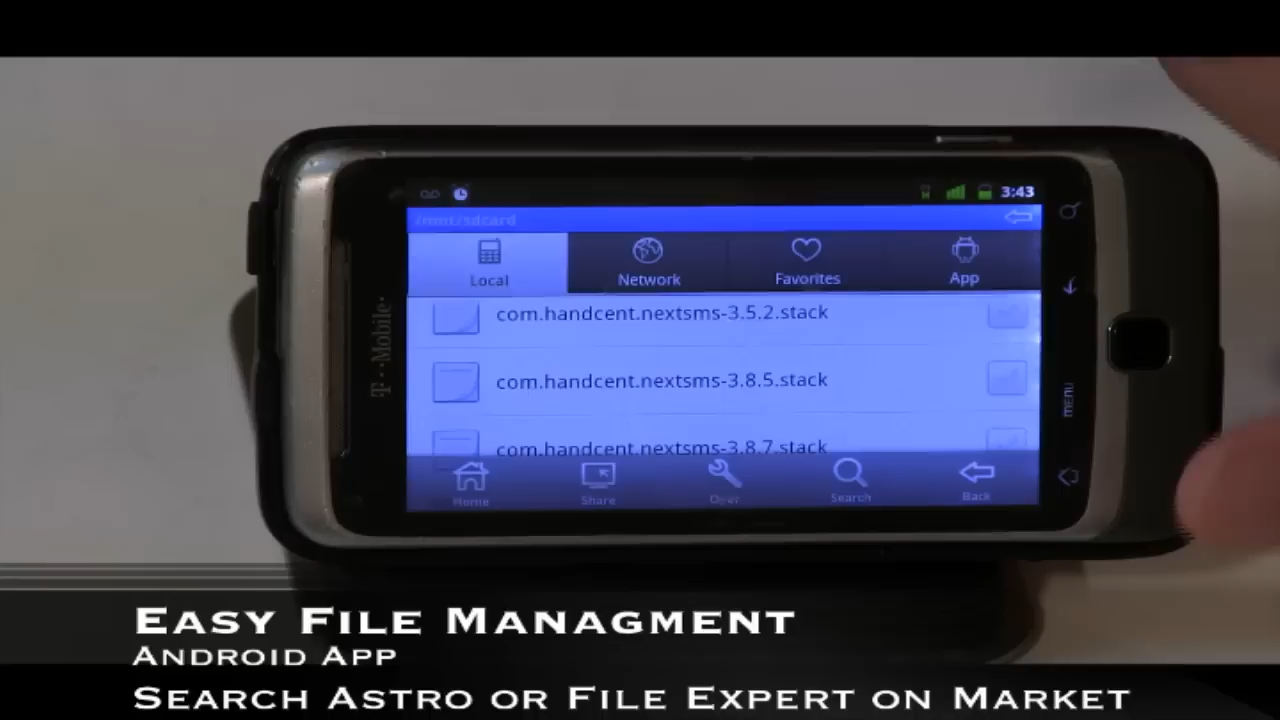 3:43
/mnt/sdcard
Local
Network
Favorites
App
com.handcent.nextsms-3.5.2.stack
com.handcent.nextsms-3.8.5.stack
com.handcent.nextsms-3.8.7.stack
Home
Share
Oper
Search
Back
T··Mobile·
menu
EASY FILE MANAGMENT
ANDROID APP
SEARCH ASTRO OR FILE EXPERT ON MARKET